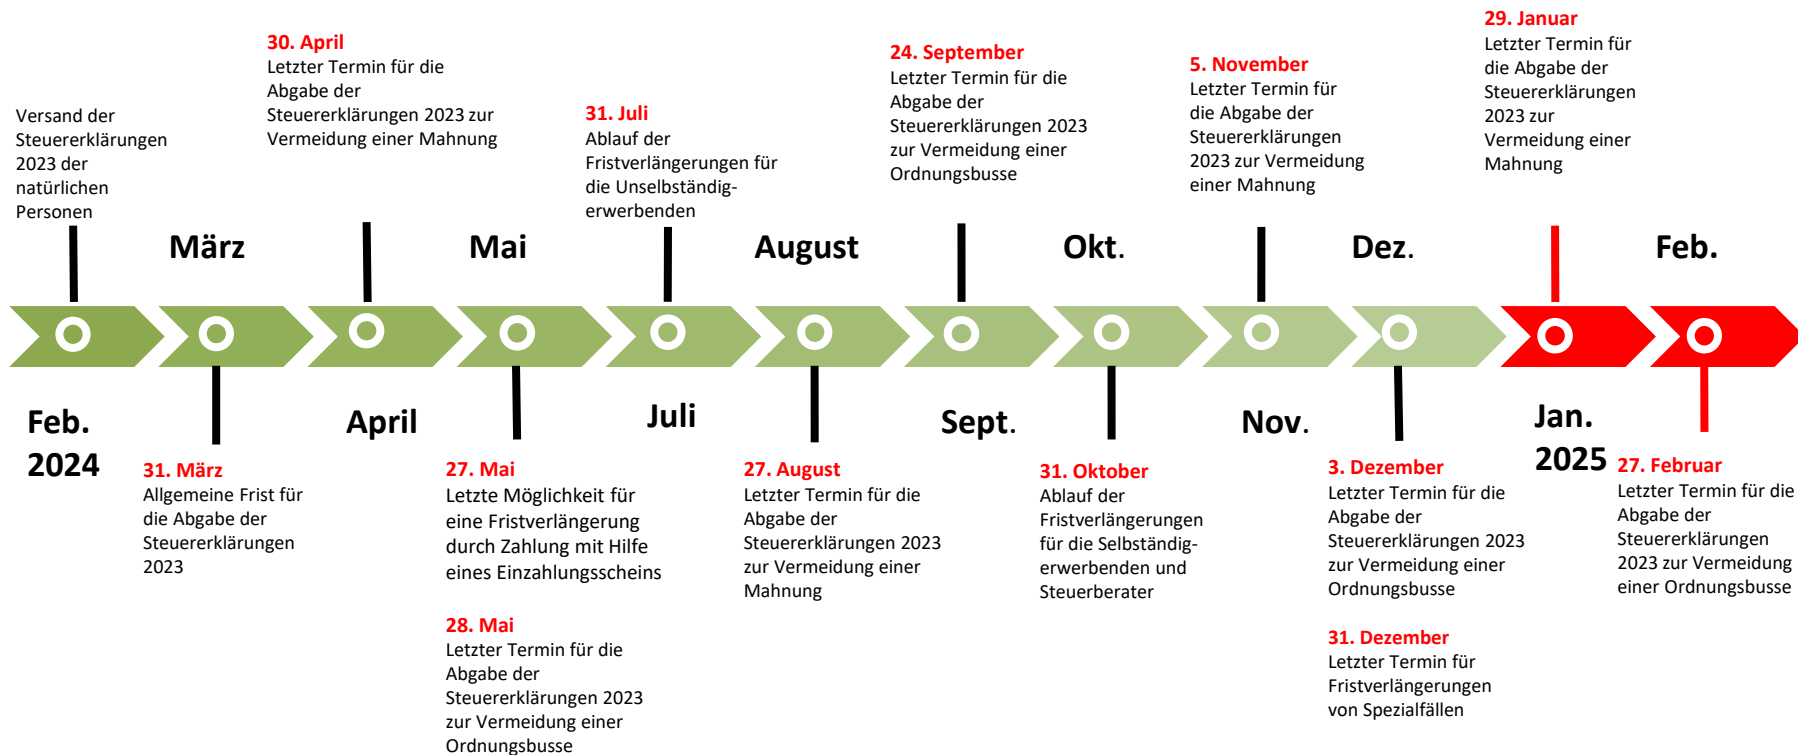 Versand der
Steuererklärungen
2023 der
natürlichen
Personen
30. April
Letzter Termin für die
Abgabe der
Steuererklärungen 2023 zur
Vermeidung einer Mahnung
31. Juli
Ablauf der
Fristverlängerungen für
die Unselbständig-
erwerbenden
24. September
Letzter Termin für die
Abgabe der
Steuererklärungen 2023
zur Vermeidung einer
Ordnungsbusse
5. November
Letzter Termin für
die Abgabe der
Steuererklärungen
2023 zur Vermeidung
einer Mahnung
29. Januar
Letzter Termin für
die Abgabe der
Steuererklärungen
2023 zur
Vermeidung einer
Mahnung
März
Mai
August
Okt.
Dez.
Feb.
Feb.
2024
April
Juli
Sept.
Nov.
Jan.
2025
31. März
Allgemeine Frist für
die Abgabe der
Steuererklärungen
2023
27. Mai
Letzte Möglichkeit für
eine Fristverlängerung
durch Zahlung mit Hilfe
eines Einzahlungsscheins
28. Mai
Letzter Termin für die
Abgabe der
Steuererklärungen 2023
zur Vermeidung einer
Ordnungsbusse
27. August
Letzter Termin für die
Abgabe der
Steuererklärungen 2023
zur Vermeidung einer
Mahnung
31. Oktober
Ablauf der
Fristverlängerungen
für die Selbständig-
erwerbenden und
Steuerberater
3. Dezember
Letzter Termin für die
Abgabe der
Steuererklärungen 2023
zur Vermeidung einer
Ordnungsbusse
31. Dezember
Letzter Termin für
Fristverlängerungen
von Spezialfällen
27. Februar
Letzter Termin für die
Abgabe der
Steuererklärungen
2023 zur Vermeidung
einer Ordnungsbusse